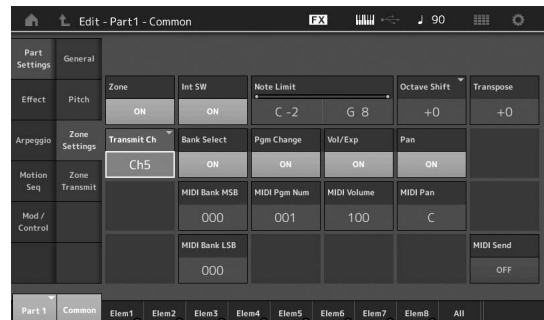 Edit - Part1 - Common FX 90
Part Settings
General
Zone Int SW Note Limit Octave Shift Transpose
ON ON C -2 G 8 +0 +0
Effect
Pitch
Arpeggio
Zone Settings
Transmit Ch Bank Select Pgm Change Vol/Exp Pan
Ch5 ON ON ON ON
Motion Seq
Zone Transmit
MIDI Bank MSB MIDI Pgm Num MIDI Volume MIDI Pan
000 001 100 C
Mod / Control
MIDI Bank LSB MIDI Send
000 OFF
Part 1 Common Elem1 Elem2 Elem3 Elem4 Elem5 Elem6 Elem7 Elem8 All